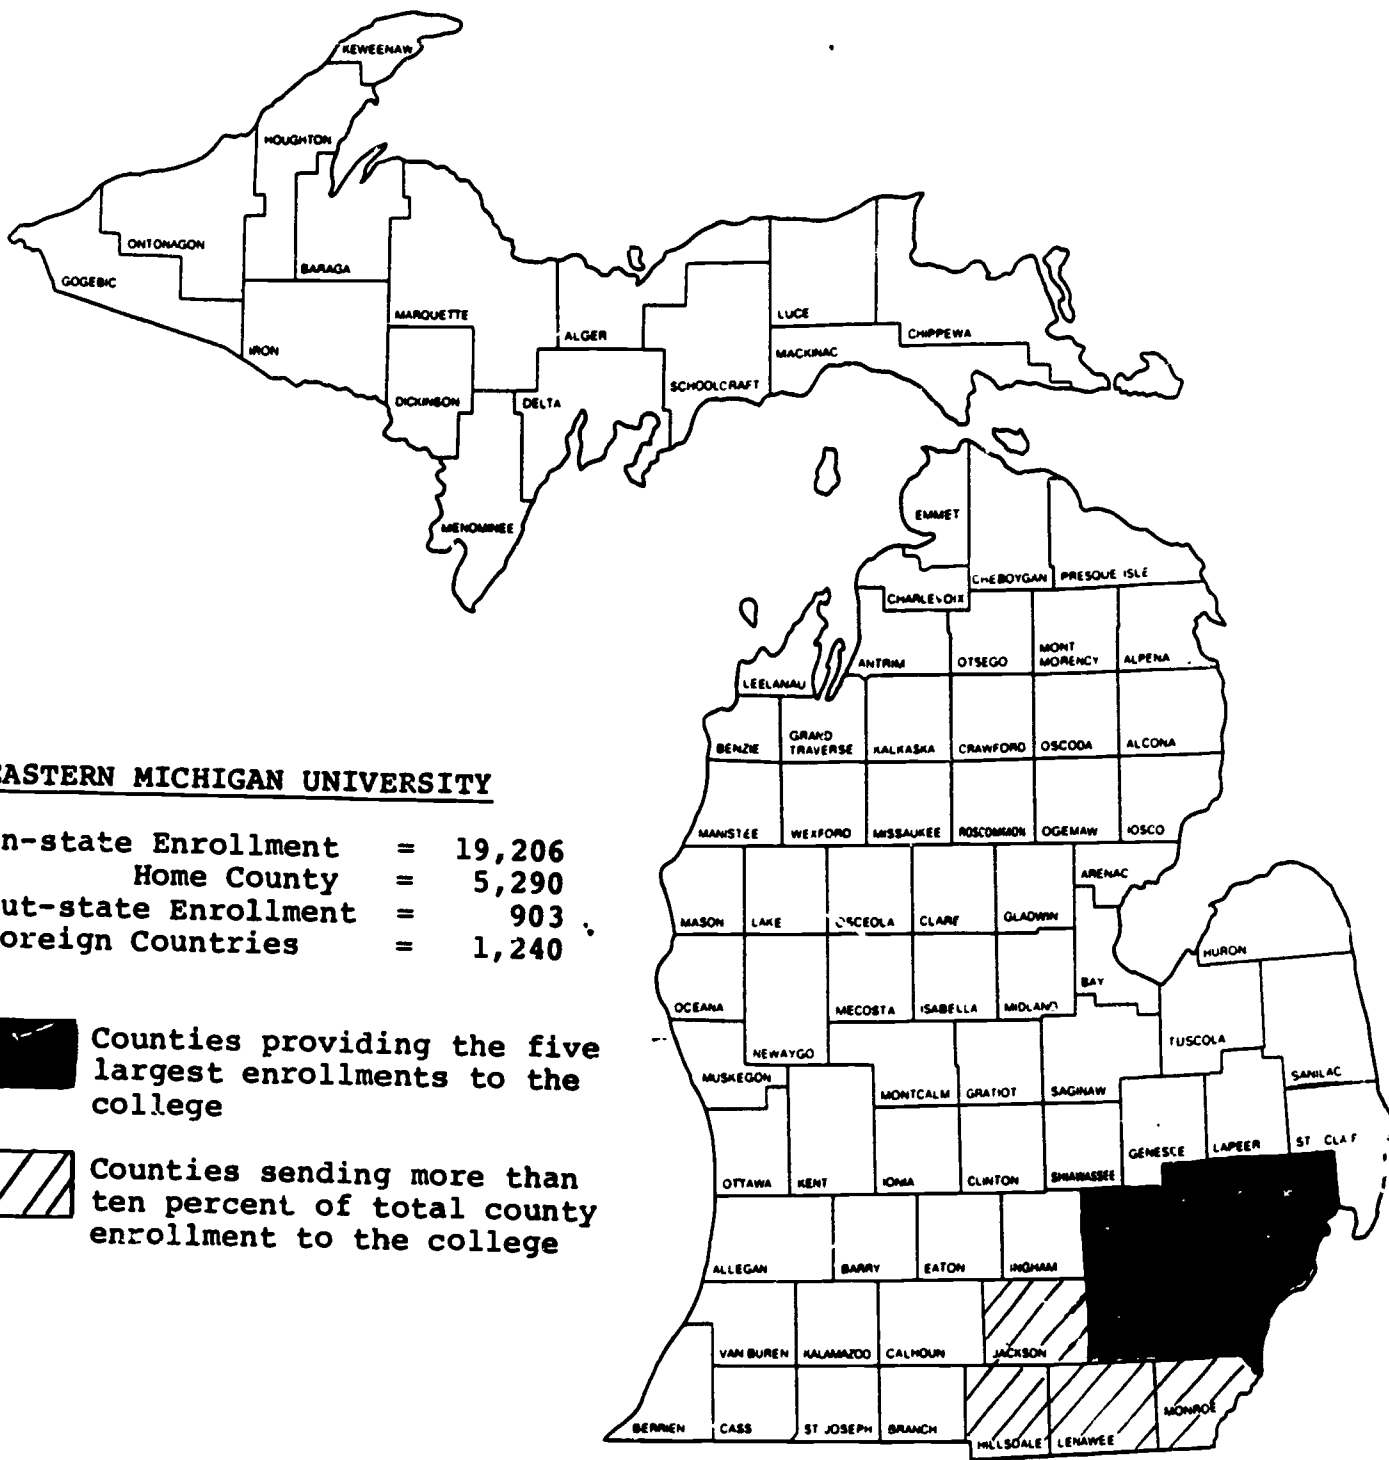 KEWEENAW
HOUGHTON
ONTONAGON
BARAGA
GOGEBIC
MARQUETTE
LUCE
ALGER
CHIPPEWA
IRON
MACKINAC
SCHOOLCRAFT
DICKINSON
DELTA
EMMET
MENOMINEE
CHEBOYGAN
PRESQUE ISLE
CHARLEVOIX
ANTRIM
OTSEGO
MONT
MORENCY
ALPENA
LEELANAU
BENZIE
GRAND
TRAVERSE
KALKASKA
CRAWFORD
OSCODA
ALCONA
EASTERN MICHIGAN UNIVERSITY
MANISTEE
WEXFORD
MISSAUKEE
ROSCOMMON
OGEMAW
IOSCO
n-state Enrollment = 19,206
Home County = 5,290
ut-state Enrollment = 903
oreign Countries = 1,240
ARENAC
MASON
LAKE
OSCEOLA
CLARE
GLADWIN
HURON
BAY
OCEANA
MECOSTA
ISABELLA
MIDLAND
TUSCOLA
NEWAYGO
SANILAC
MUSKEGON
MONTCALM
GRATIOT
SAGINAW
Counties providing the five
largest enrollments to the
college
GENESEE
LAPEER
ST CLAI
OTTAWA
KENT
IONIA
CLINTON
SHIAWASSEE
Counties sending more than
ten percent of total county
enrollment to the college
ALLEGAN
BARRY
EATON
INGHAM
VAN BUREN
KALAMAZOO
CALHOUN
JACKSON
BERRIEN
CASS
ST JOSEPH
BRANCH
HILLSDALE
LENAWEE
MONROE